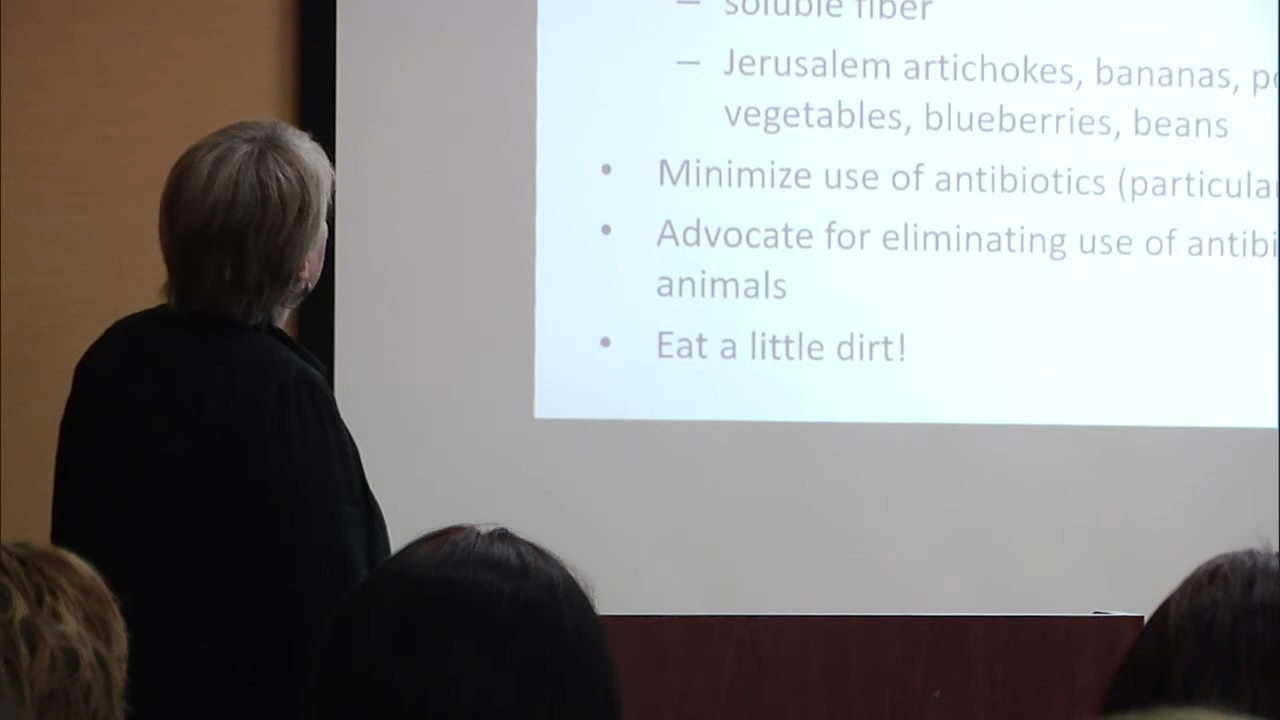 – soluble fiber
– Jerusalem artichokes, bananas,
vegetables, blueberries, beans
• Minimize use of antibiotics
• Advocate for eliminating use of
animals
• Eat a little dirt!